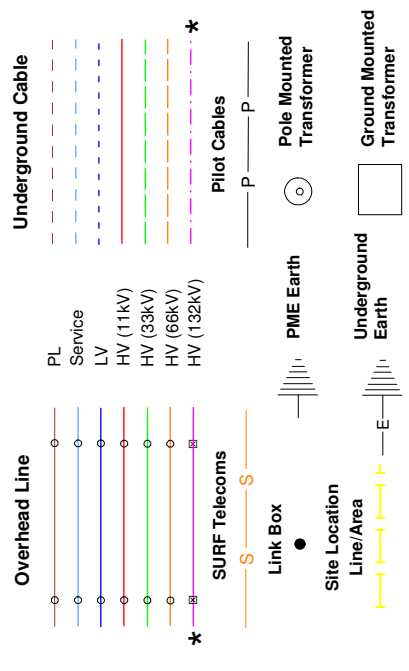 Overhead Line
Underground Cable
PL
Service
LV
HV (11kV)
HV (33kV)
HV (66kV)
* HV (132kV) *
SURF Telecoms
Pilot Cables
S S
P P
Link Box
PME Earth
Pole Mounted
Transformer
Site Location
Line/Area
E
Underground
Earth
Ground Mounted
Transformer